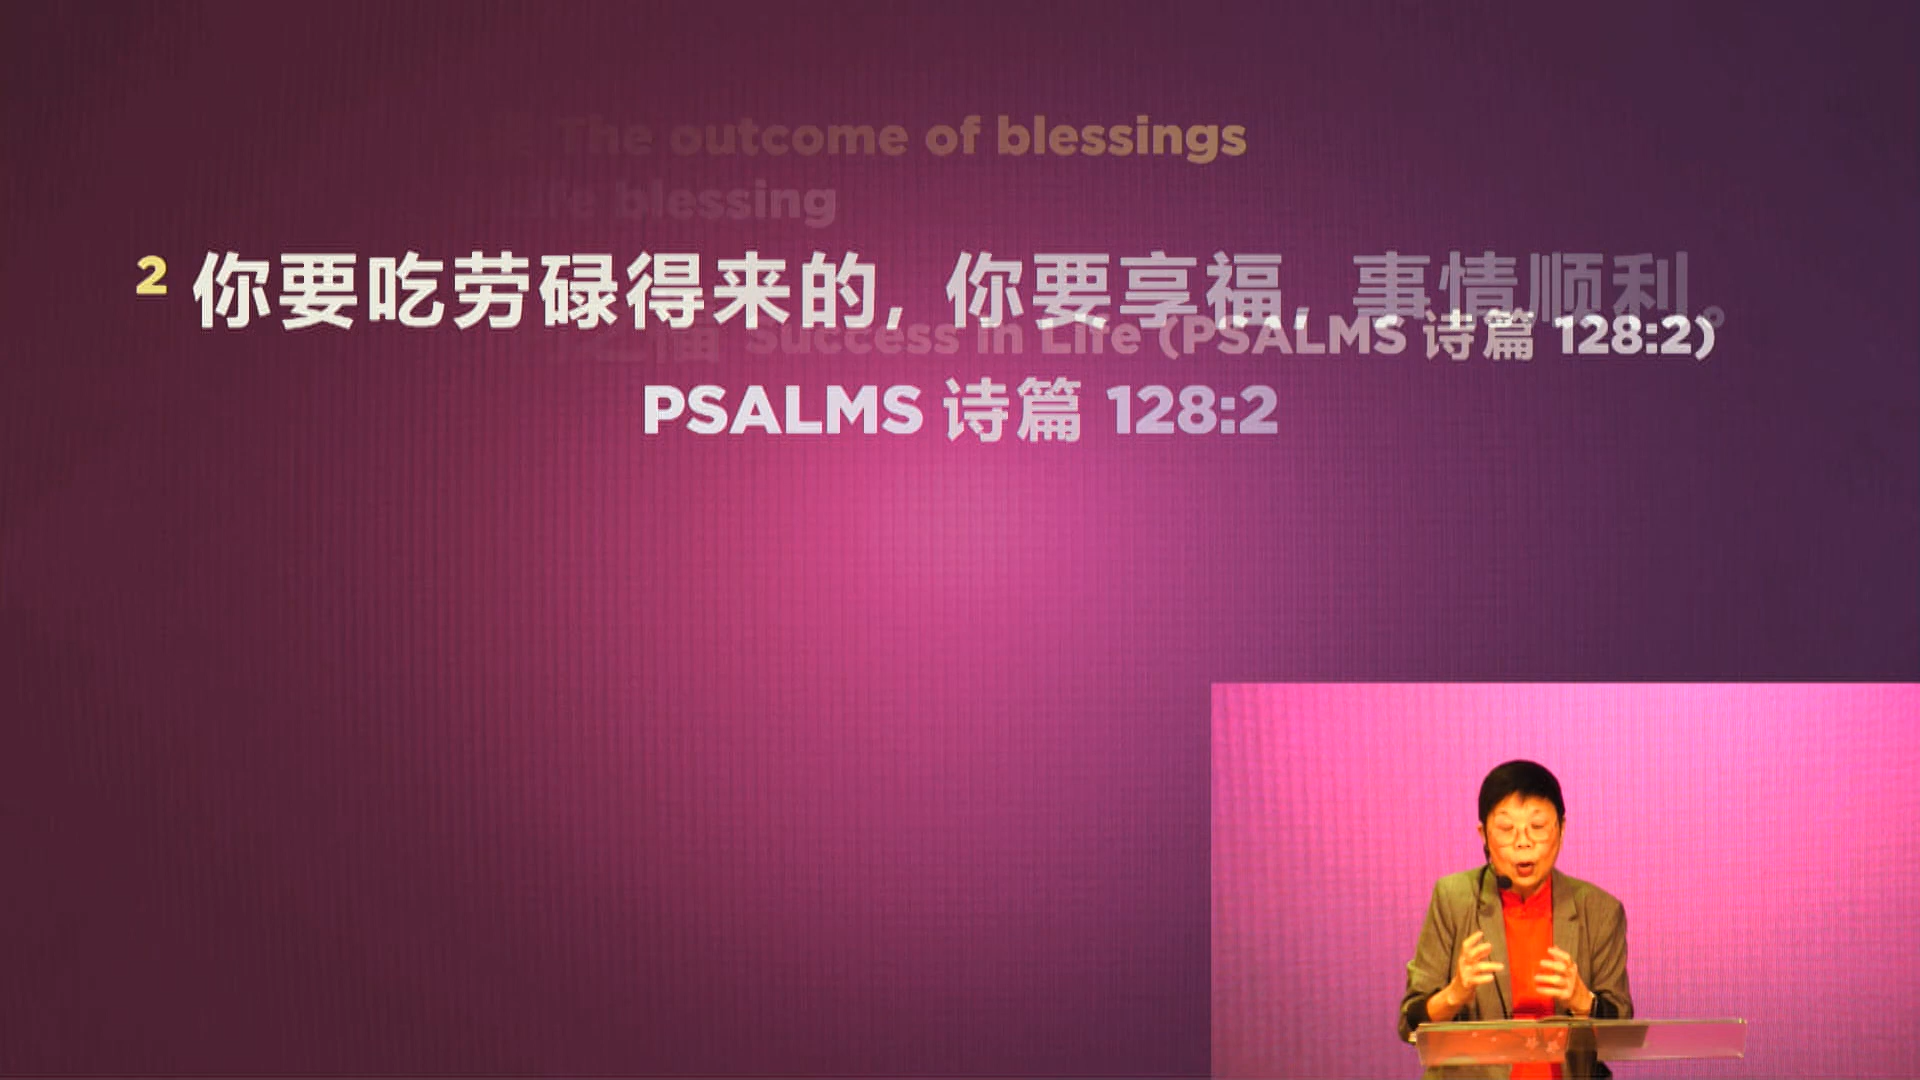 The outcome of blessings
blessing
2 你要吃劳碌得来的, 你要享福, 事情顺利。
福 Success in Life (PSALMS 诗篇 128:2)
PSALMS 诗篇 128:2